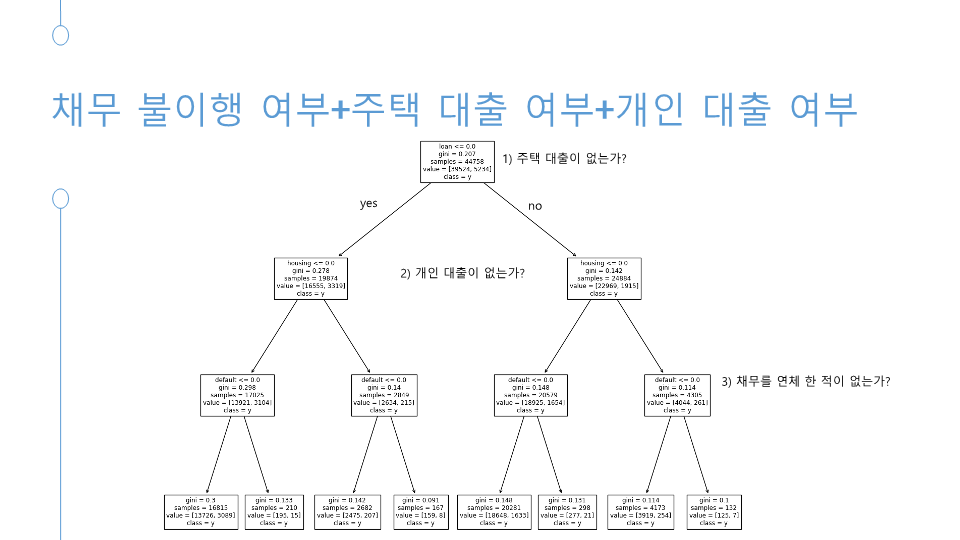 채무 불이행 여부+주택 대출 여부+개인 대출 여부
loan <= 0.0
gini = 0.207
samples = 44758
value = [39524, 5234]
class = y
1) 주택 대출이 없는가?
yes
no
housing <= 0.0
gini = 0.278
samples = 19874
value = [16555, 3319]
class = y
2) 개인 대출이 없는가?
housing <= 0.0
gini = 0.142
samples = 24884
value = [22969, 1915]
class = y
default <= 0.0
gini = 0.298
samples = 17025
value = [13921, 3104]
class = y
default <= 0.0
gini = 0.14
samples = 2849
value = [2634, 215]
class = y
default <= 0.0
gini = 0.148
samples = 20579
value = [18925, 1654]
class = y
default <= 0.0
gini = 0.114
samples = 4305
value = [4044, 261]
class = y
3) 채무를 연체 한 적이 없는가?
gini = 0.3
samples = 16815
value = [13726, 3089]
class = y
gini = 0.133
samples = 210
value = [195, 15]
class = y
gini = 0.142
samples = 2682
value = [2475, 207]
class = y
gini = 0.091
samples = 167
value = [159, 8]
class = y
gini = 0.148
samples = 20281
value = [18648, 1633]
class = y
gini = 0.131
samples = 298
value = [277, 21]
class = y
gini = 0.114
samples = 4173
value = [3919, 254]
class = y
gini = 0.1
samples = 132
value = [125, 7]
class = y